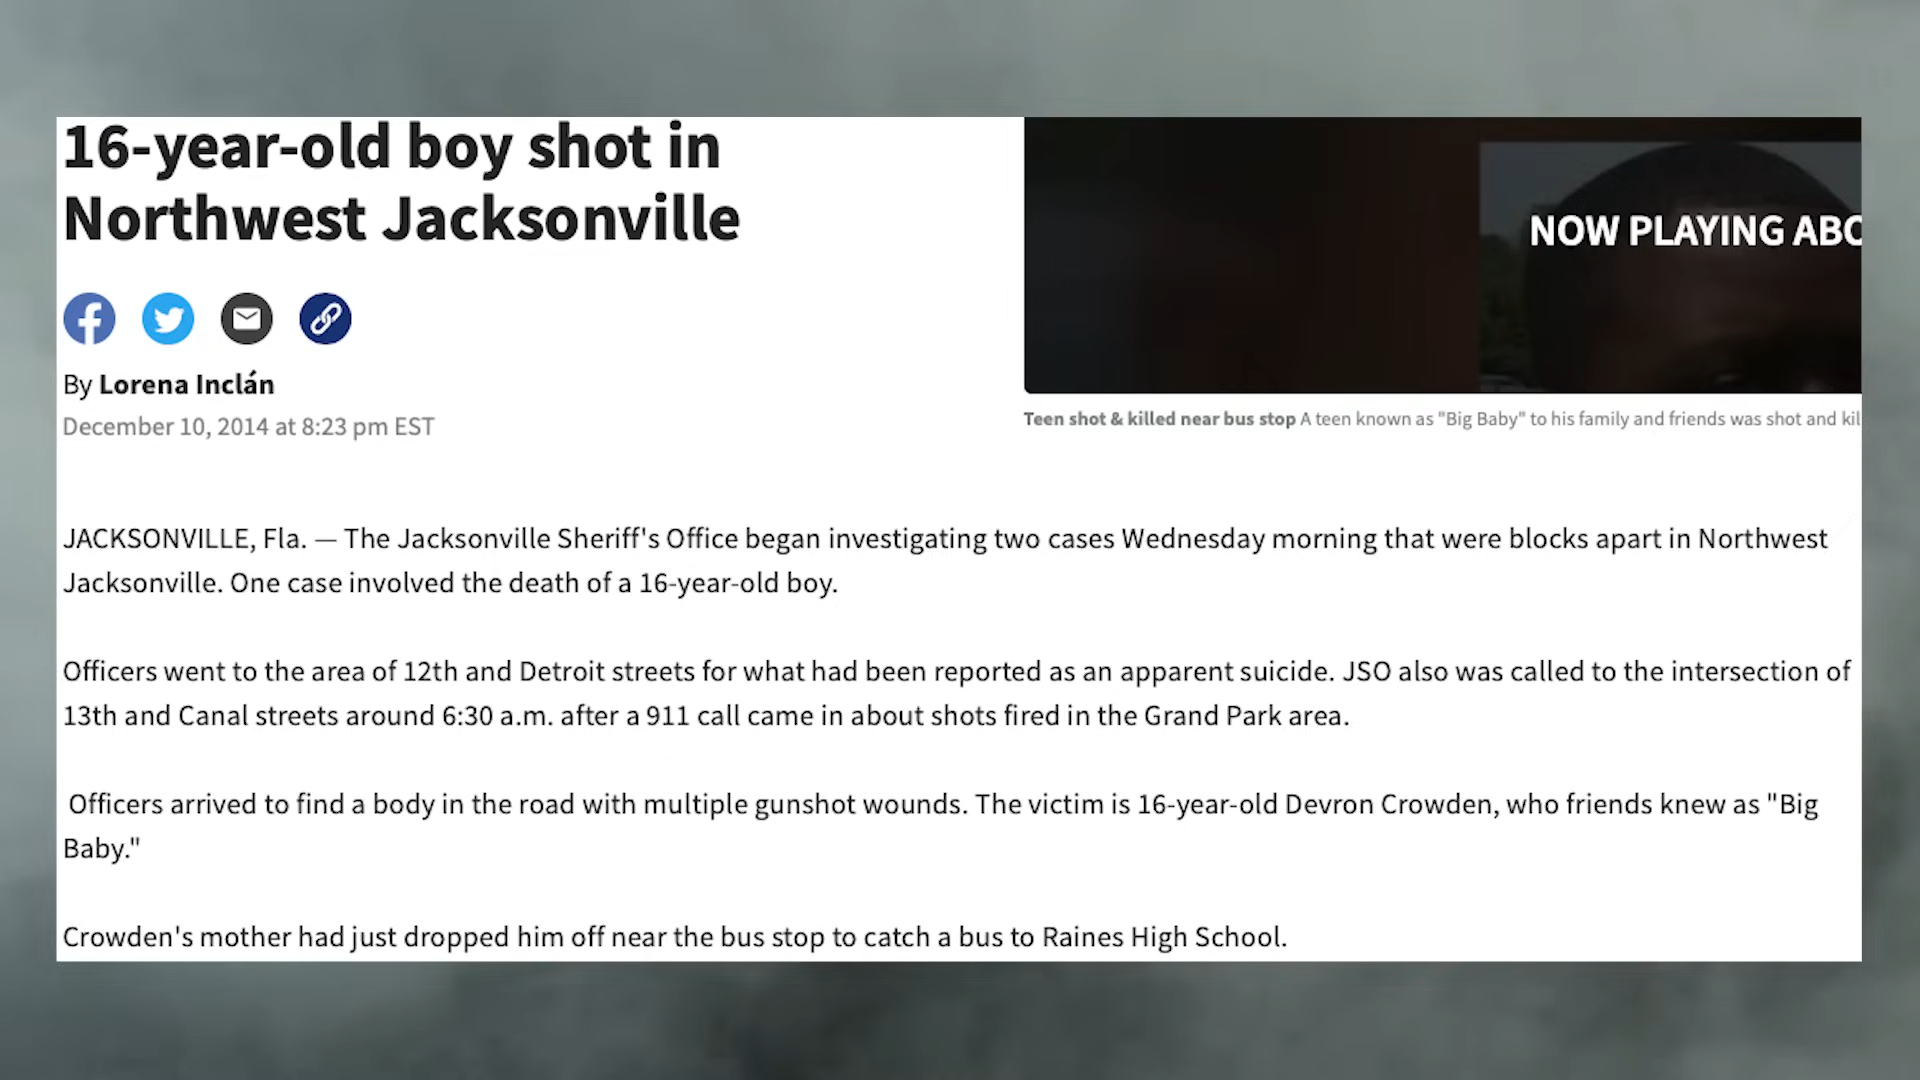 16-year-old boy shot in
Northwest Jacksonville
By Lorena Inclán
December 10, 2014 at 8:23 pm EST
NOW PLAYING ABO
Teen shot & killed near bus stop A teen known as "Big Baby" to his family and friends was shot and kil
JACKSONVILLE, Fla. — The Jacksonville Sheriff's Office began investigating two cases Wednesday morning that were blocks apart in Northwest
Jacksonville. One case involved the death of a 16-year-old boy.
Officers went to the area of 12th and Detroit streets for what had been reported as an apparent suicide. JSO also was called to the intersection of
13th and Canal streets around 6:30 a.m. after a 911 call came in about shots fired in the Grand Park area.
Officers arrived to find a body in the road with multiple gunshot wounds. The victim is 16-year-old Devron Crowden, who friends knew as "Big
Baby."
Crowden's mother had just dropped him off near the bus stop to catch a bus to Raines High School.